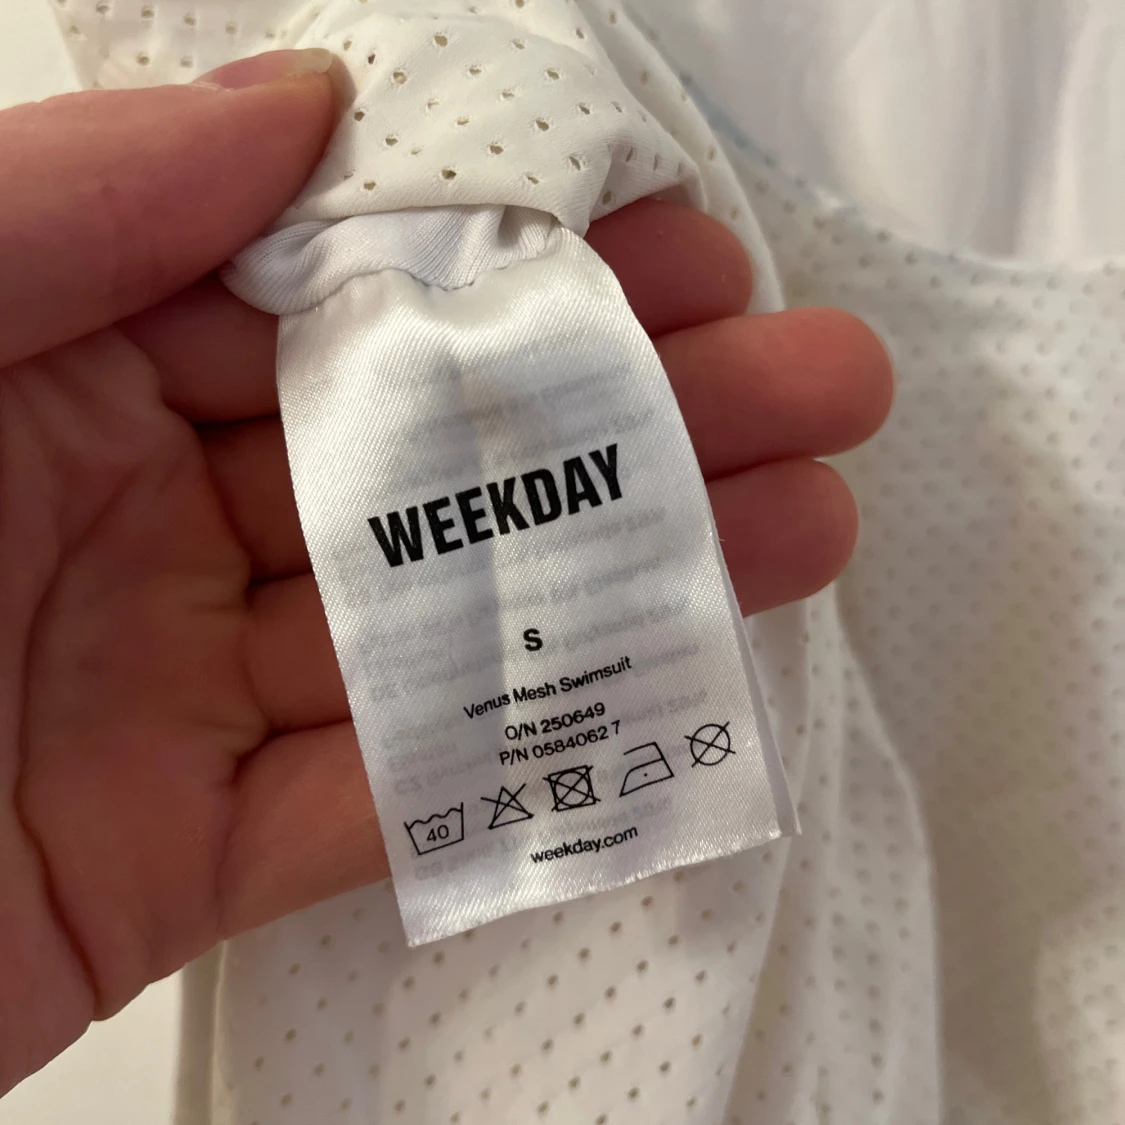 WEEKDAY
S
Venus Mesh Swimsuit
O/N 250649
P/N 0584062 7
40
weekday.com